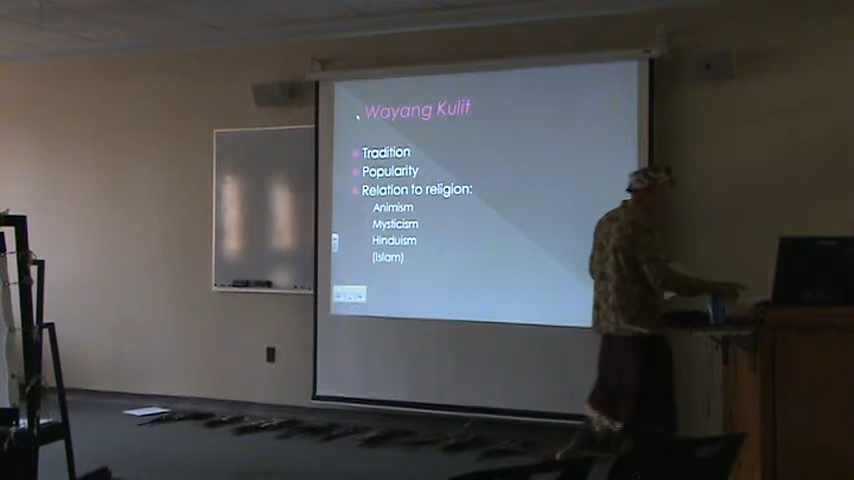 Wayang Kulit
Tradition
Popularity
Relation to religion:
Animism
Mysticism
Hinduism
(Islam)